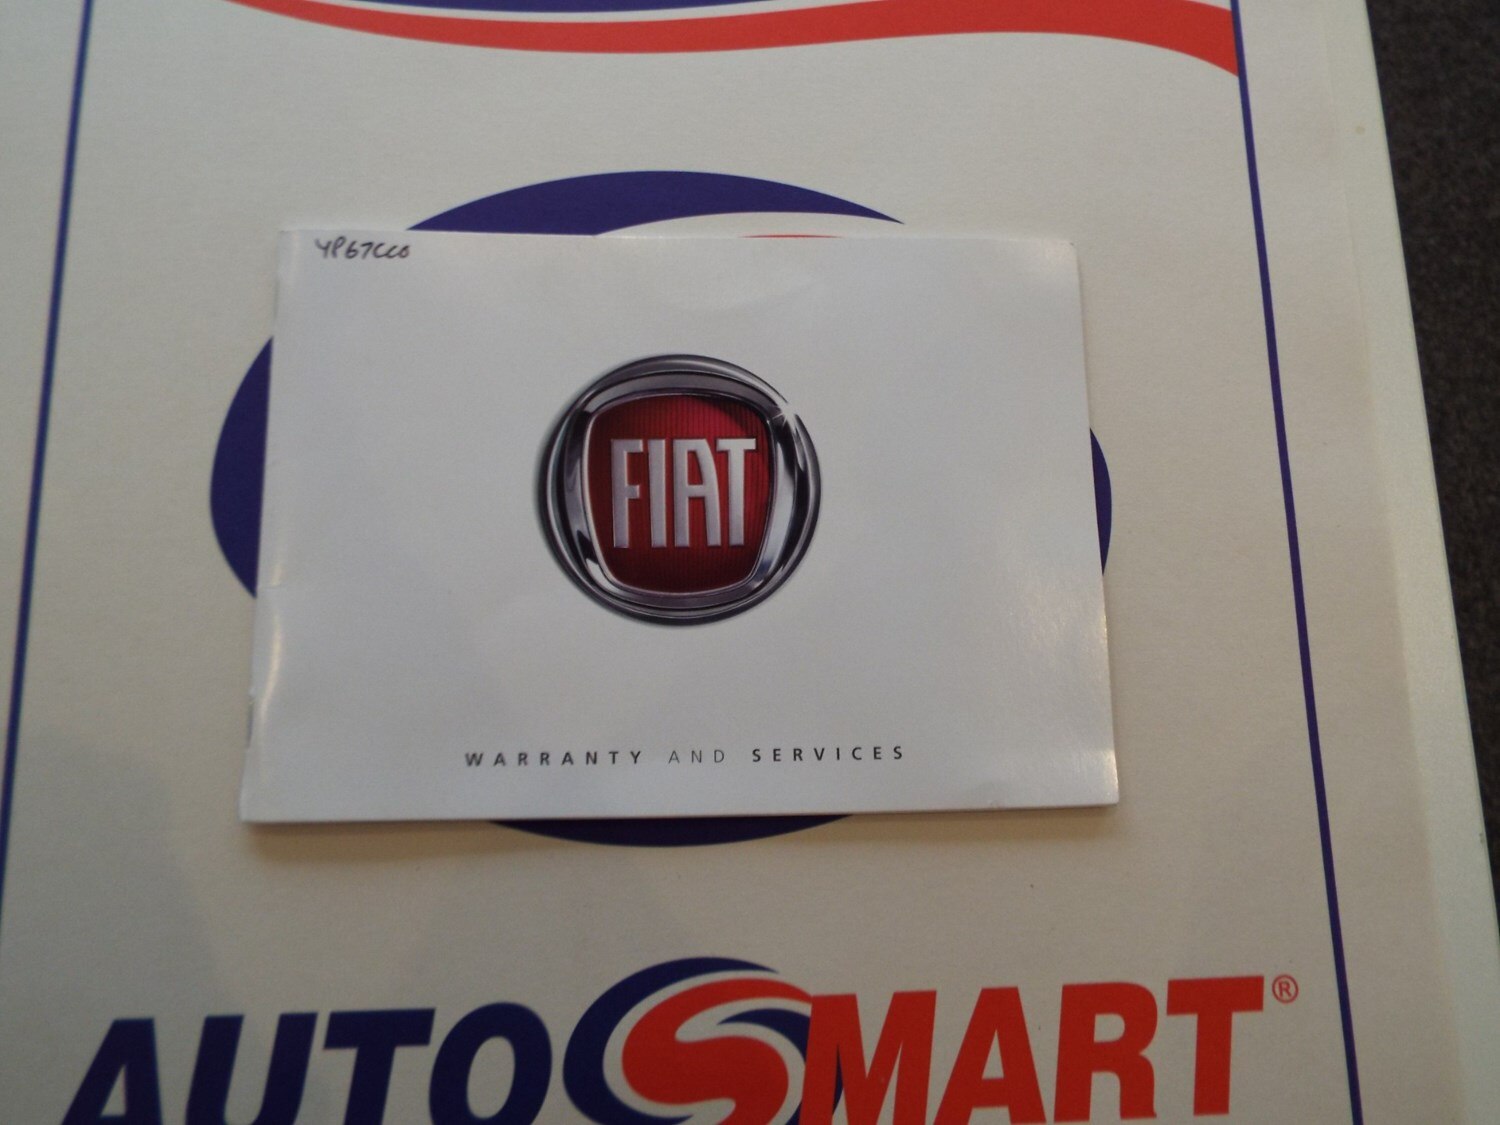 YP67CCO
FIAT
WARRANTY AND SERVICES
AUTOSMART®